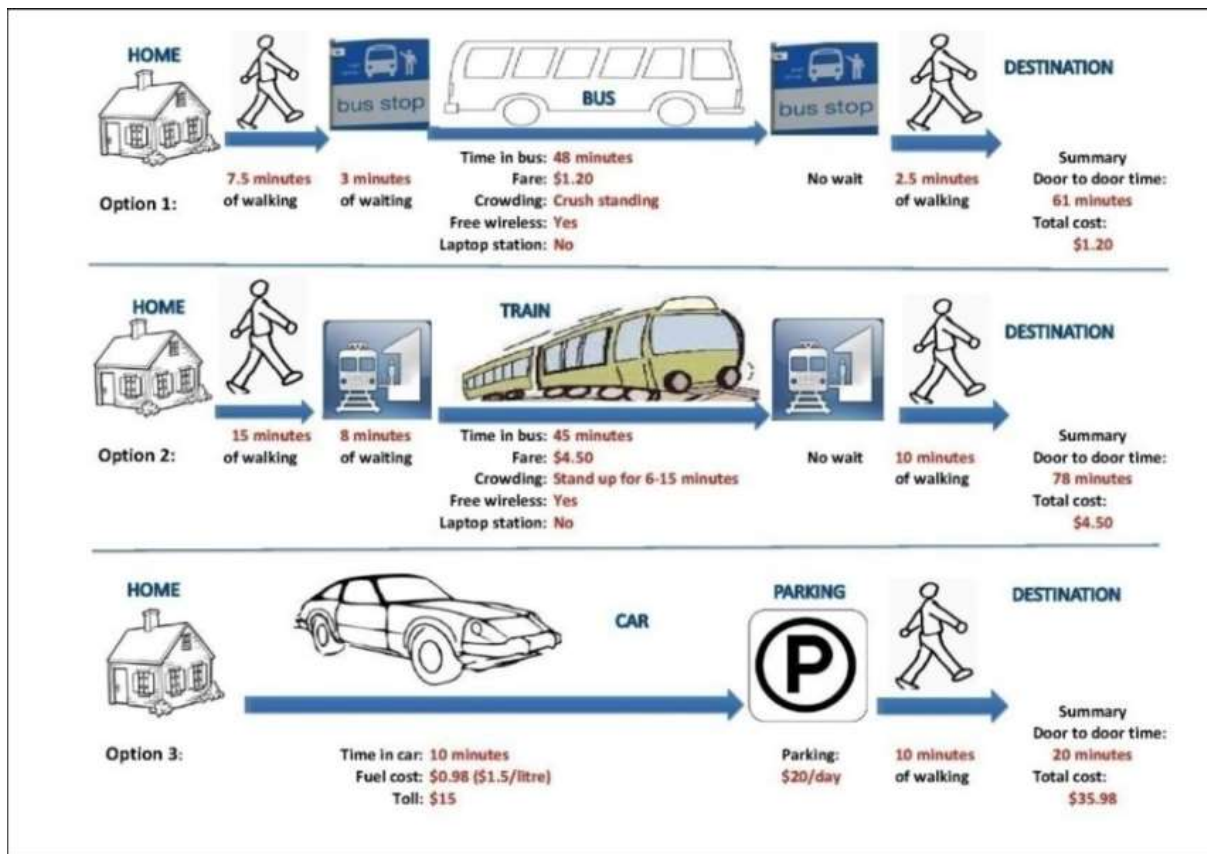 HOME
bus stop
BUS
bus stop
DESTINATION
Option 1:
7.5 minutes
of walking
3 minutes
of waiting
Time in bus: 48 minutes
Fare: $1.20
Crowding: Crush standing
Free wireless: Yes
Laptop station: No
No wait
2.5 minutes
of walking
Summary
Door to door time:
61 minutes
Total cost:
$1.20
HOME
TRAIN
DESTINATION
Option 2:
15 minutes
of walking
8 minutes
of waiting
Time in bus: 45 minutes
Fare: $4.50
Crowding: Stand up for 6-15 minutes
Free wireless: Yes
Laptop station: No
No wait
10 minutes
of walking
Summary
Door to door time:
78 minutes
Total cost:
$4.50
HOME
CAR
PARKING
P
DESTINATION
Option 3:
Time in car: 10 minutes
Fuel cost: $0.98 ($1.5/litre)
Toll: $15
Parking:
$20/day
10 minutes
of walking
Summary
Door to door time:
20 minutes
Total cost:
$35.98